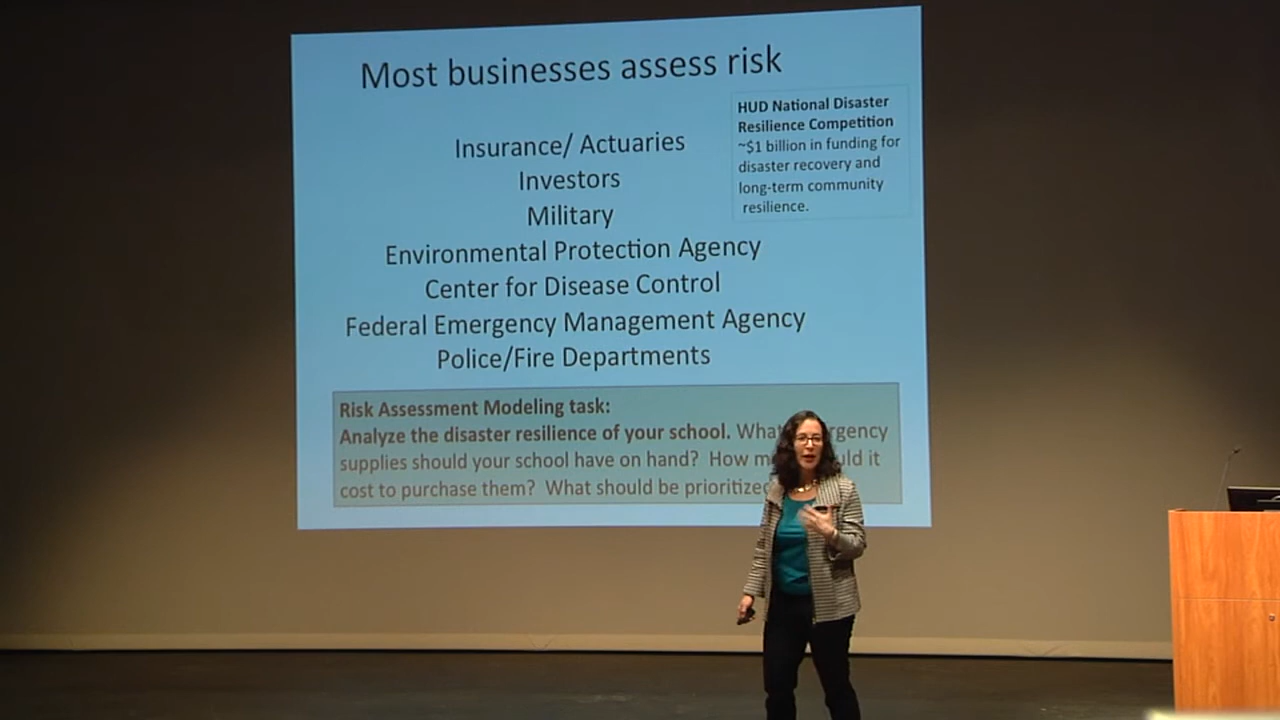 Most businesses assess risk
HUD National Disaster
Resilience Competition
~$1 billion in funding for
disaster recovery and
long-term community
resilience.
Insurance/ Actuaries
Investors
Military
Environmental Protection Agency
Center for Disease Control
Federal Emergency Management Agency
Police/Fire Departments
Risk Assessment Modeling task:
Analyze the disaster resilience of your school.
supplies should your school have on hand? How it
cost to purchase them? What should be